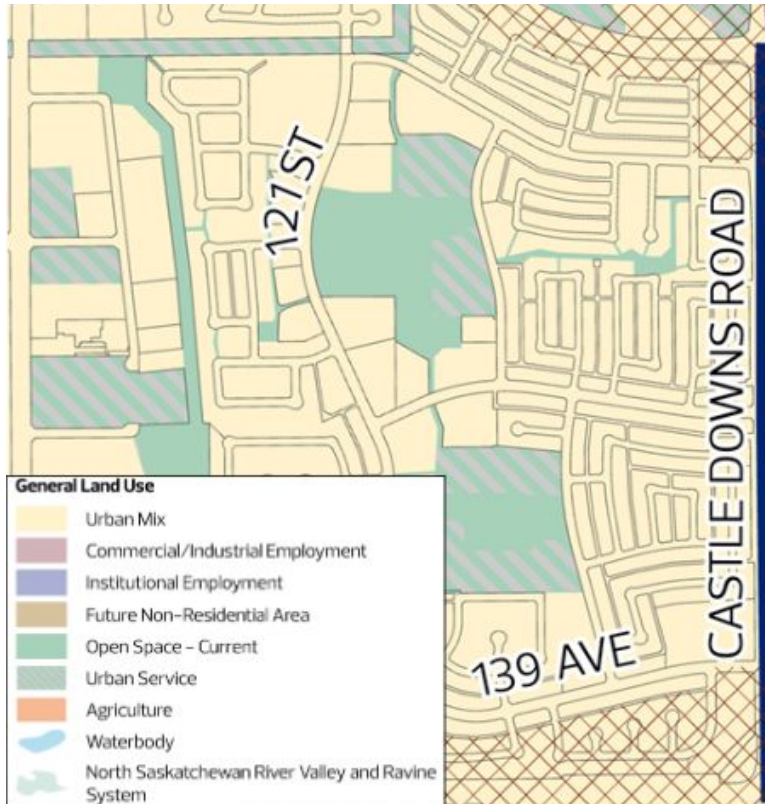 121 ST
CASTLE DOWNS ROAD
139 AVE
General Land Use
Urban Mix
Commercial/Industrial Employment
Institutional Employment
Future Non-Residential Area
Open Space - Current
Urban Service
Agriculture
Waterbody
North Saskatchewan River Valley and Ravine
System